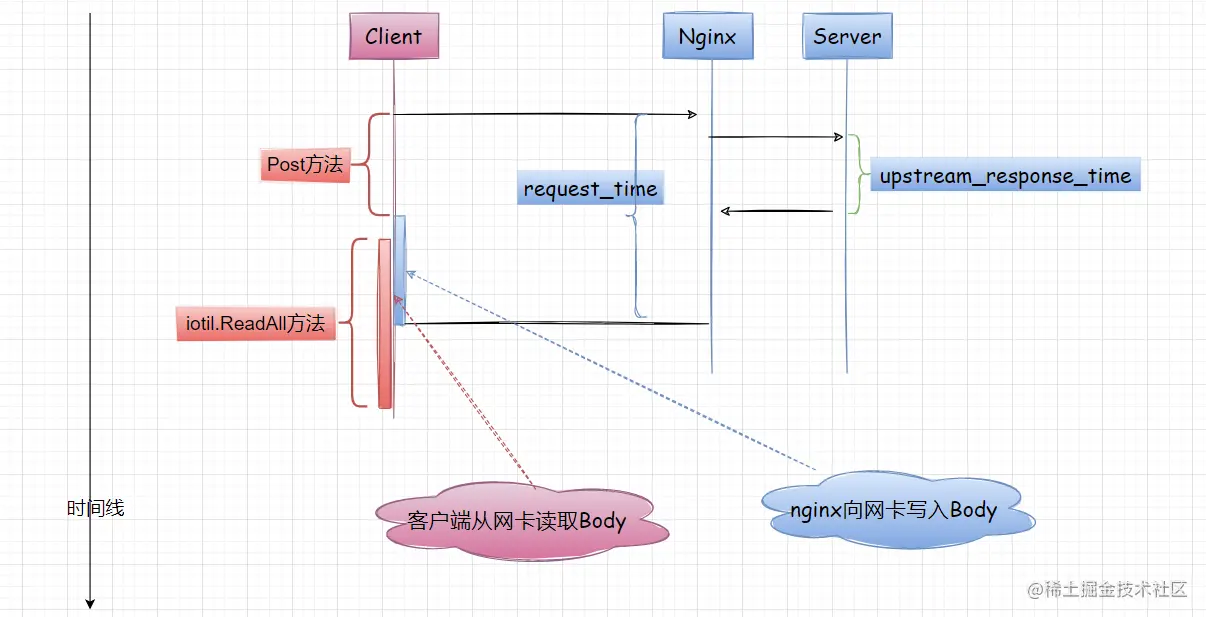 Client
Nginx
Server
Post方法
request_time
upstream_response_time
iotil.ReadAll方法
时间线
客户端从网卡读取Body
nginx向网卡写入Body
@稀土掘金技术社区